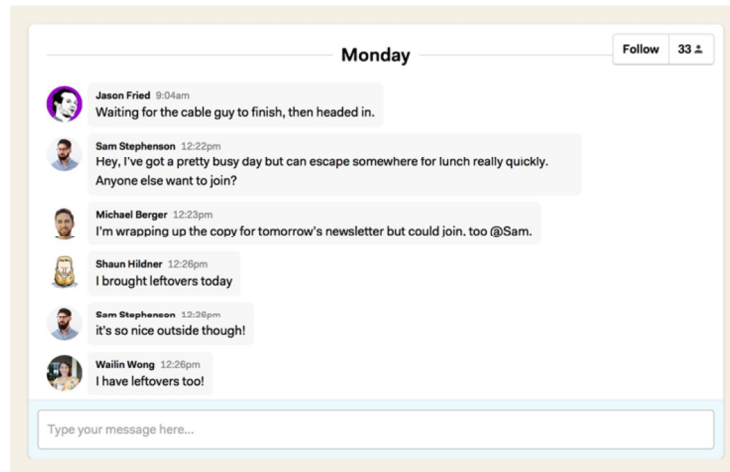 Monday
Follow 33
Jason Fried 9:04am
Waiting for the cable guy to finish, then headed in.
Sam Stephenson 12:22pm
Hey, I've got a pretty busy day but can escape somewhere for lunch really quickly.
Anyone else want to join?
Michael Berger 12:23pm
I'm wrapping up the copy for tomorrow's newsletter but could join. too @Sam.
Shaun Hildner 12:26pm
I brought leftovers today
Sam Stephenson 12:26pm
it's so nice outside though!
Wailin Wong 12:26pm
I have leftovers too!
Type your message here...